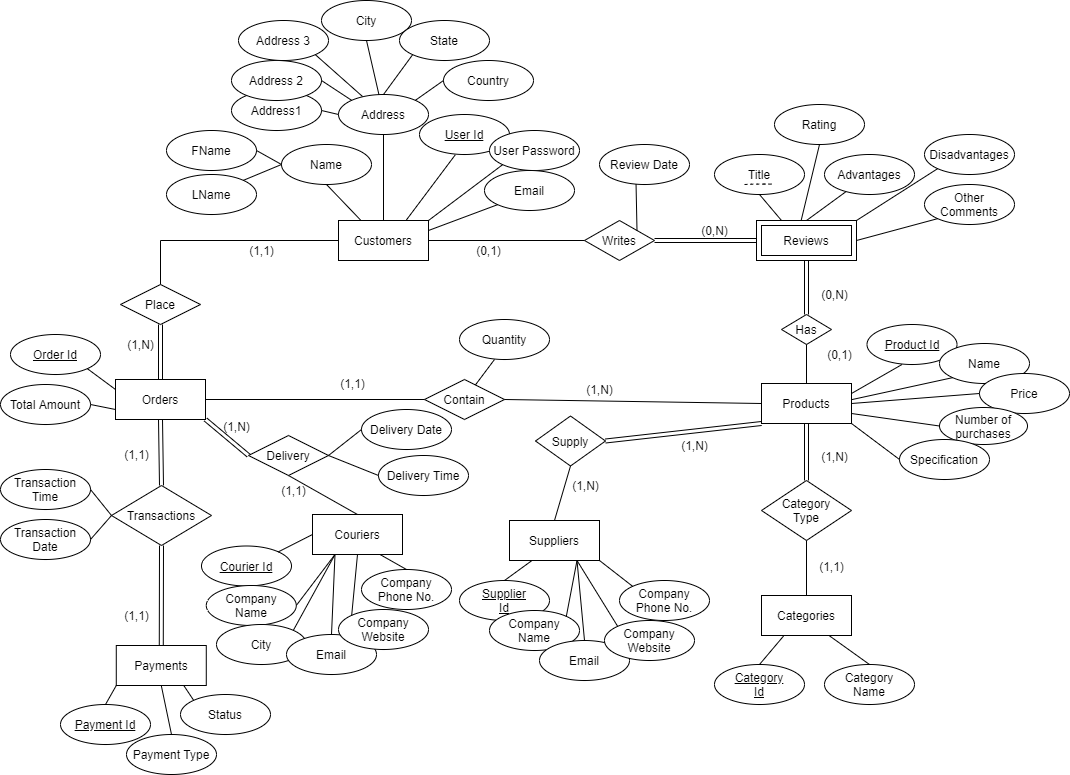 City
Address 3
State
Address 2
Country
Address1
Address
User Id
Rating
FName
User Password
Disadvantages
Name
Review Date
Title
Advantages
LName
Email
Other
Comments
Customers
Writes
Reviews
(0,N)
(1,1)
(0,1)
(0,N)
Place
Has
Quantity
(1,N)
Order Id
(0,1)
Product Id
Name
(1,1)
(1,N)
Price
Orders
Contain
Products
Total Amount
(1,N)
Delivery Date
Number of
purchases
Supply
(1,N)
(1,1)
Delivery
(1,N)
Specification
Delivery Time
Transaction
Time
(1,1)
(1,N)
Category
Type
Transactions
Transaction
Date
Couriers
Suppliers
Courier Id
(1,1)
Company
Phone No.
Company
Name
Supplier
Id
Company
Phone No.
(1,1)
Company
Website
Company
Name
Company
Website
Categories
City
Email
Email
Payments
Category
Id
Category
Name
Status
Payment Id
Payment Type